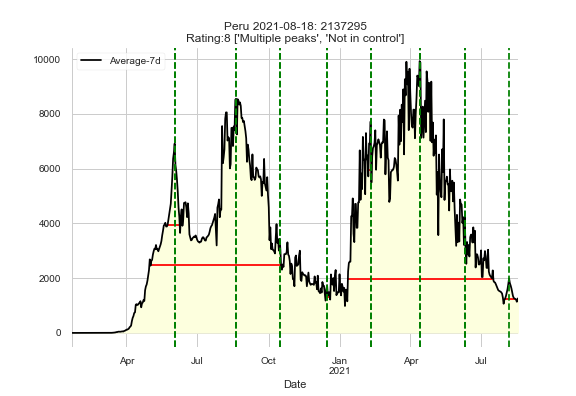 Peru 2021-08-18: 2137295
Rating:8 ['Multiple peaks', 'Not in control']
Average-7d
10000
8000
6000
4000
2000
0
Apr Jul Oct Jan Apr Jul
2021
Date